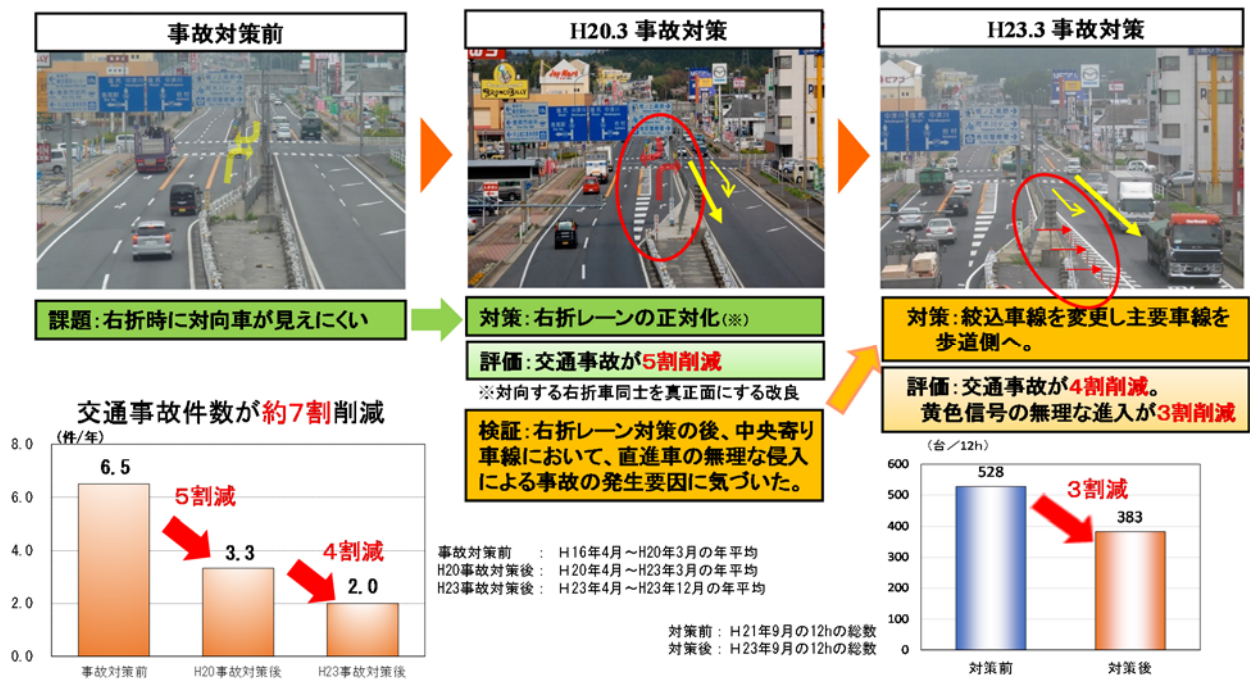 事故対策前
H20.3 事故対策
H23.3 事故対策
BRONCO BILLY
課題：右折時に対向車が見えにくい
対策：右折レーンの正対化(※)
評価：交通事故が5割削減
※対向する右折車同士を真正面にする改良
検証：右折レーン対策の後、中央寄り
車線において、直進車の無理な侵入
による事故の発生要因に気づいた。
対策：絞込車線を変更し主要車線を
歩道側へ。
評価：交通事故が4割削減。
黄色信号の無理な進入が3割削減
交通事故件数が約7割削減
(件/年)
8.0
6.0
4.0
2.0
0.0
6.5
5割減
3.3
4割減
2.0
事故対策前
H20事故対策後
H23事故対策後
事故対策前　：　H16年4月～H20年3月の年平均
H20事故対策後：　H20年4月～H23年3月の年平均
H23事故対策後：　H23年4月～H23年12月の年平均
対策前：H21年9月の12hの総数
対策後：H23年9月の12hの総数
(台／12h)
600
500
400
300
200
100
0
528
3割減
383
対策前
対策後